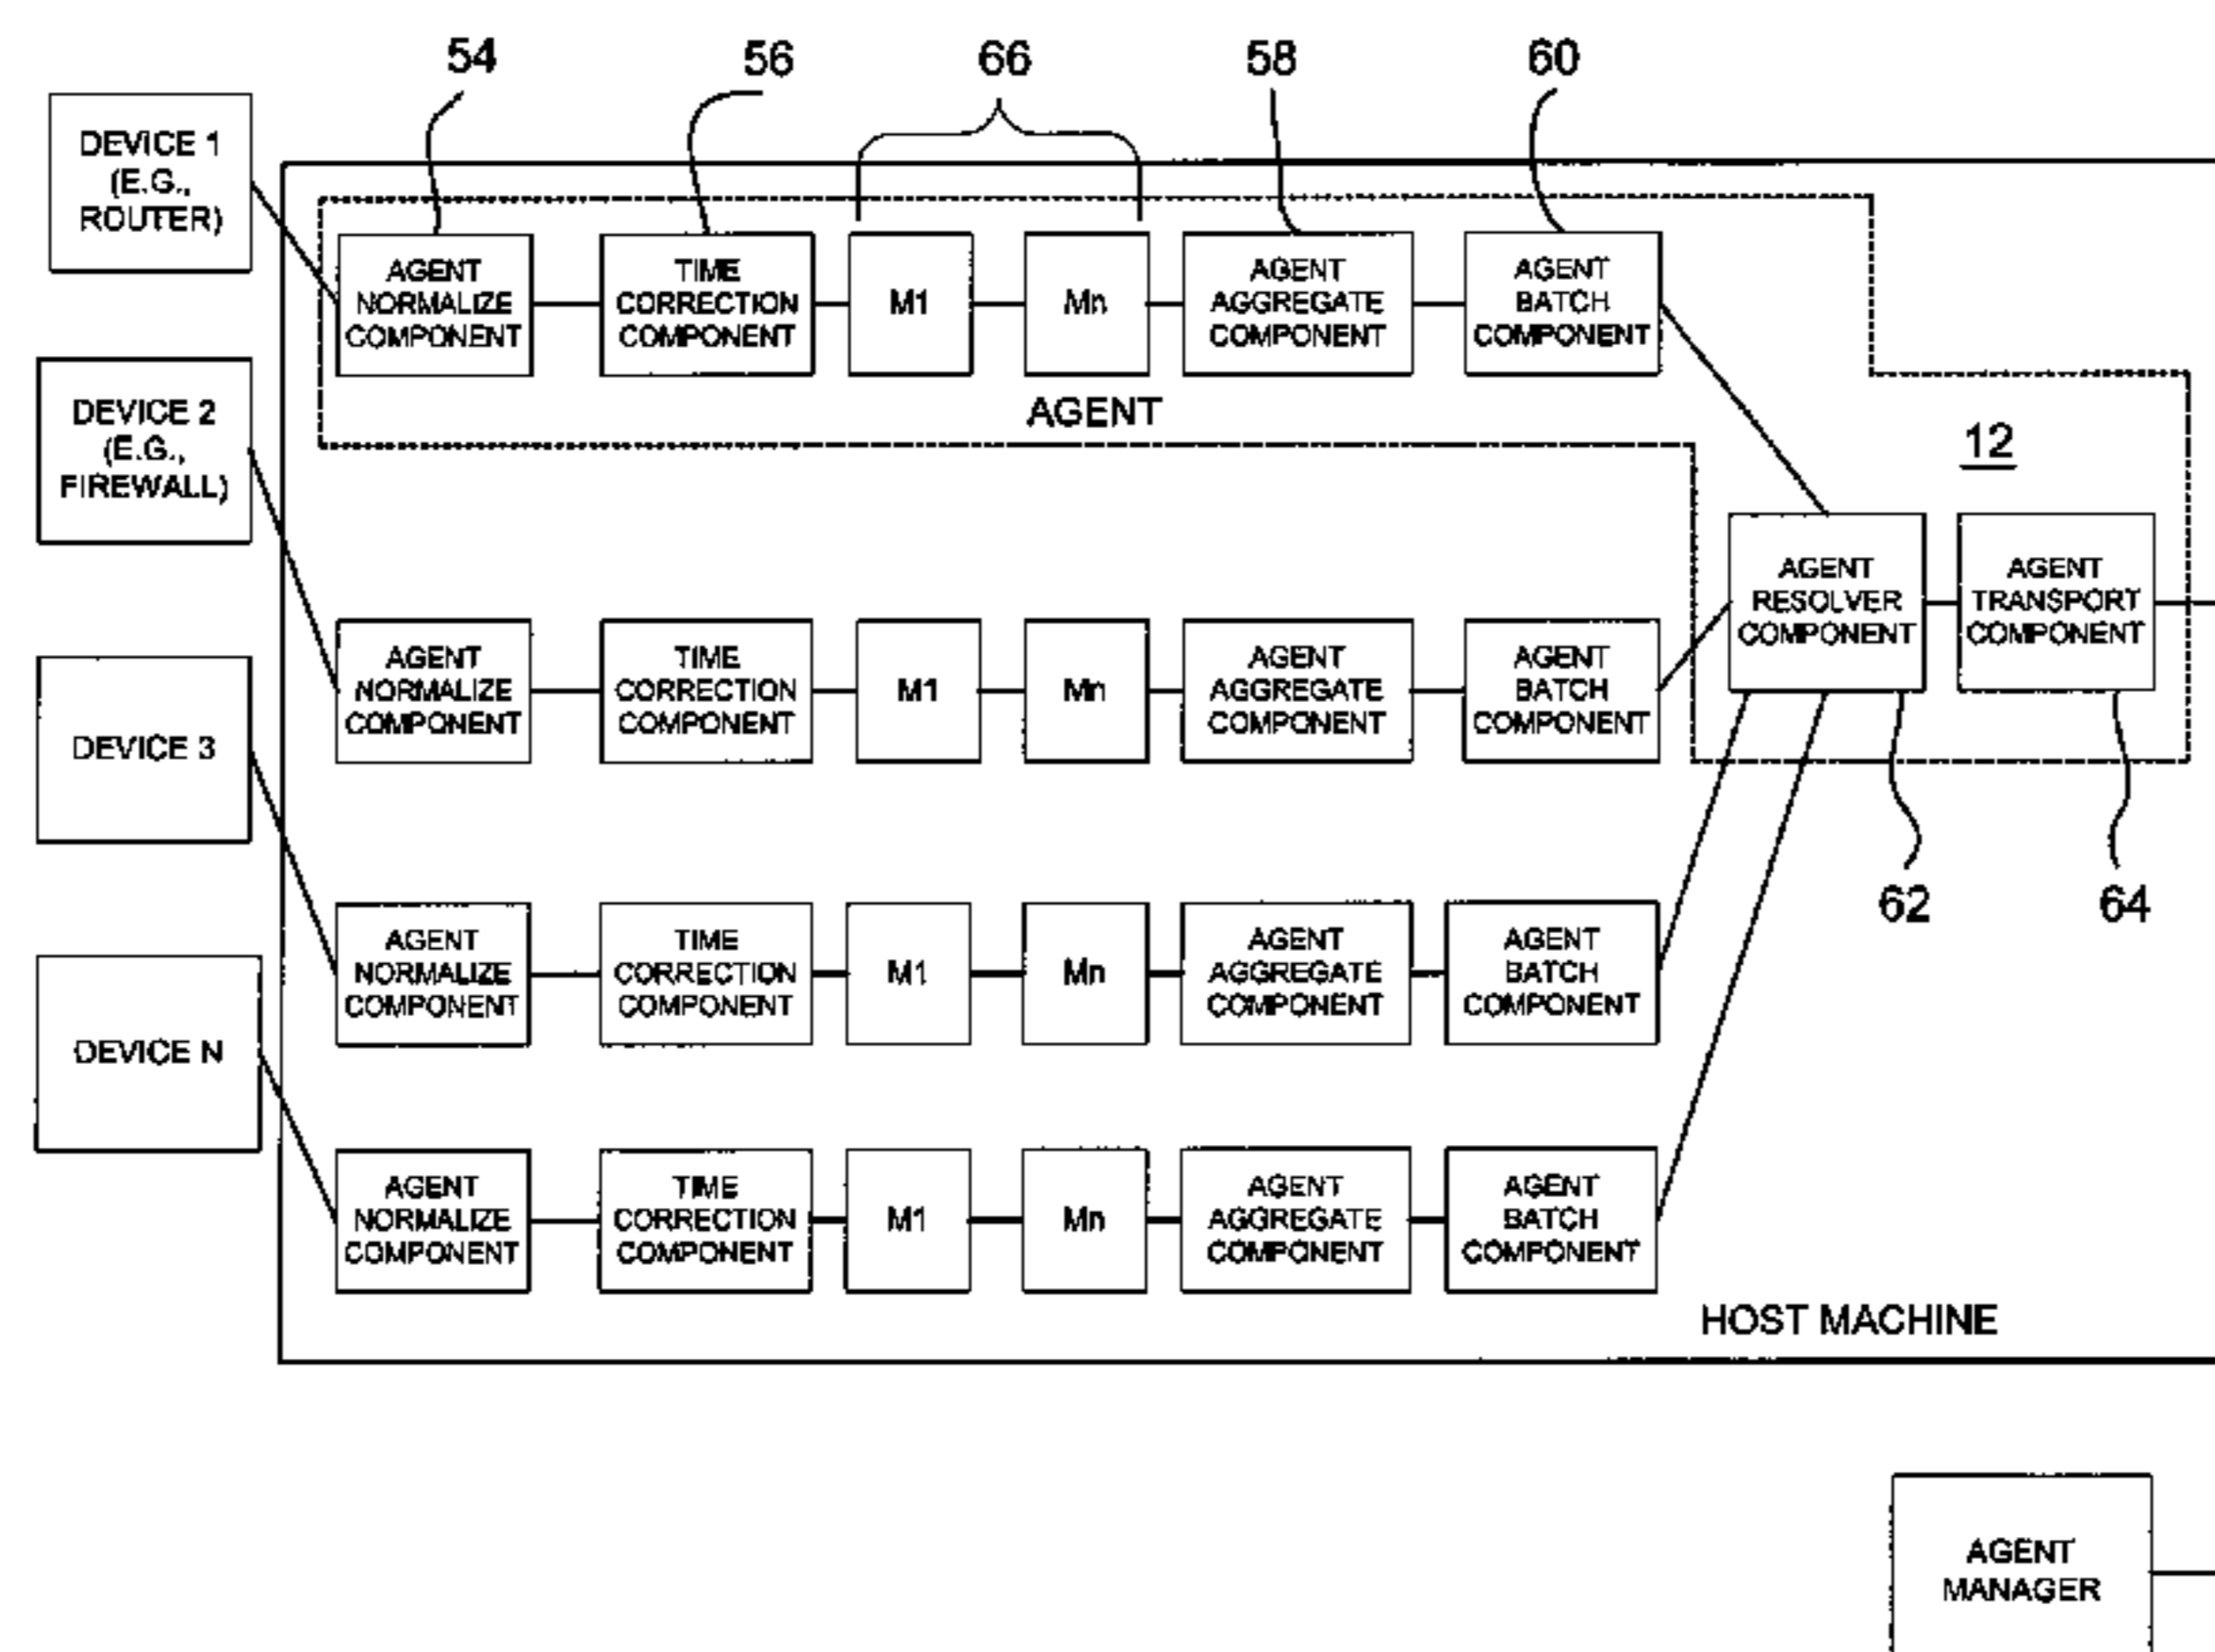 54
56
66
58
60
DEVICE 1
(E.G.,
ROUTER)
AGENT
NORMALIZE
COMPONENT
TIME
CORRECTION
COMPONENT
M1
Mn
AGENT
AGGREGATE
COMPONENT
AGENT
BATCH
COMPONENT
AGENT
12
DEVICE 2
(E.G.,
FIREWALL)
AGENT
NORMALIZE
COMPONENT
TIME
CORRECTION
COMPONENT
M1
Mn
AGENT
AGGREGATE
COMPONENT
AGENT
BATCH
COMPONENT
AGENT
RESOLVER
COMPONENT
AGENT
TRANSPORT
COMPONENT
62
64
DEVICE 3
AGENT
NORMALIZE
COMPONENT
TIME
CORRECTION
COMPONENT
M1
Mn
AGENT
AGGREGATE
COMPONENT
AGENT
BATCH
COMPONENT
DEVICE N
AGENT
NORMALIZE
COMPONENT
TIME
CORRECTION
COMPONENT
M1
Mn
AGENT
AGGREGATE
COMPONENT
AGENT
BATCH
COMPONENT
HOST MACHINE
AGENT
MANAGER